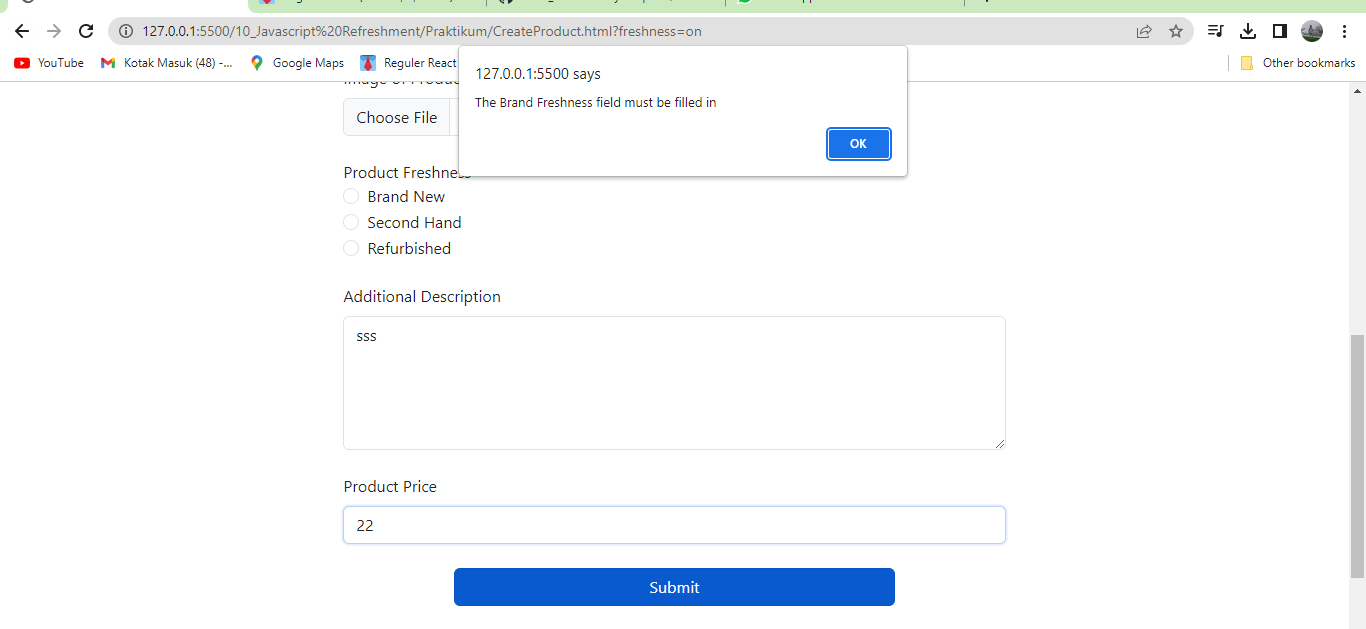 127.0.0.1:5500/10_Javascript%20Refreshment/Praktikum/CreateProduct.html?freshness=on
YouTube
Kotak Masuk (48) -...
Google Maps
Reguler React
Other bookmarks
127.0.0.1:5500 says
The Brand Freshness field must be filled in
OK
Choose File
Product Freshness
Brand New
Second Hand
Refurbished
Additional Description
sss
Product Price
22
Submit